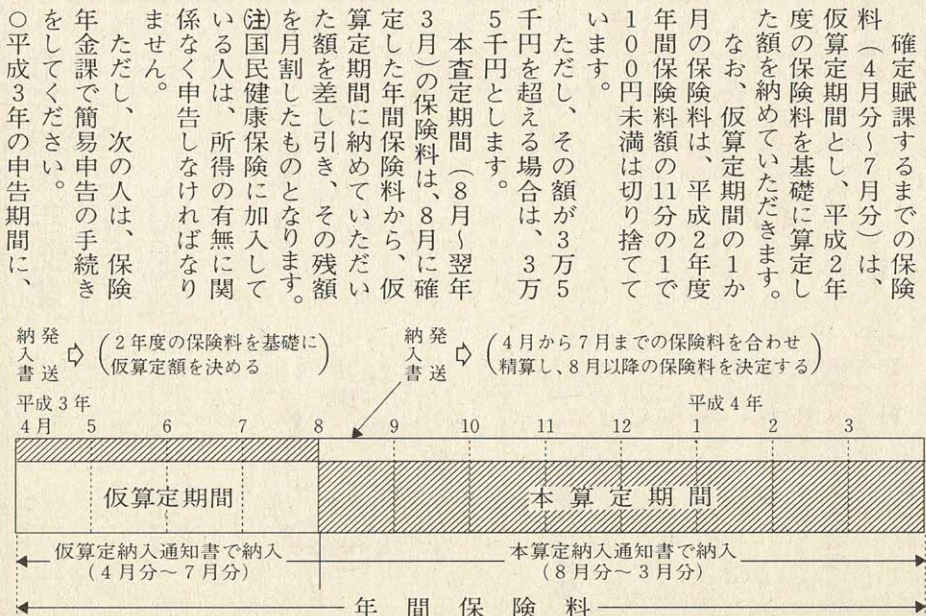 確定賦課するまでの保険
料（４月分～７月分）は、
仮算定期間とし、平成２年
度の保険料を基礎に算定し
た額を納めていただきます。
なお、仮算定期間の１か
月の保険料は、平成２年度
年間保険料額の11分の１で
１００円未満は切り捨てて
います。
ただし、その額が３万５
千円を超える場合は、３万
５千円とします。
本査定期間（８月～翌年
３月）の保険料は、８月に確
定した年間保険料から、仮
算定期間に納めていただい
た額を差し引き、その残額
を月割したものとなります。
㊟国民健康保険に加入して
いる人は、所得の有無に関
係なく申告しなければなり
ません。
ただし、次の人は、保険
年金課で簡易申告の手続き
をしてください。
○平成３年の申告期間に、
納入書発送⇨（２年度の保険料を基礎に
仮算定額を決める）
納入書発送⇨（４月から７月までの保険料を合わせ
精算し、８月以降の保険料を決定する）
平成３年 平成４年
４月 5 6 7 8 9 10 11 12 1 2 3
仮算定期間 本算定期間
仮算定納入通知書で納入
（４月分～７月分）
本算定納入通知書で納入
（８月分～３月分）
年間保険料